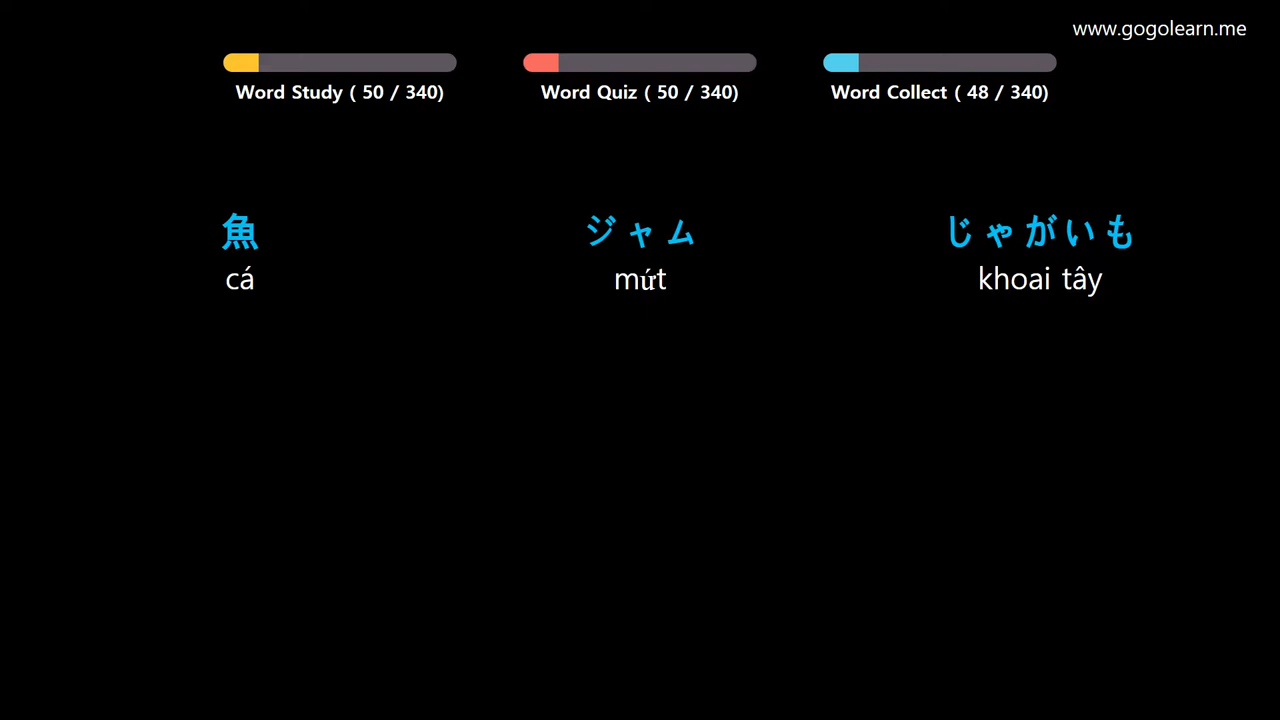 www.gogolearn.me
Word Study ( 50 / 340)
Word Quiz ( 50 / 340)
Word Collect ( 48 / 340)
魚
cá
ジャム
mứt
じゃがいも
khoai tây